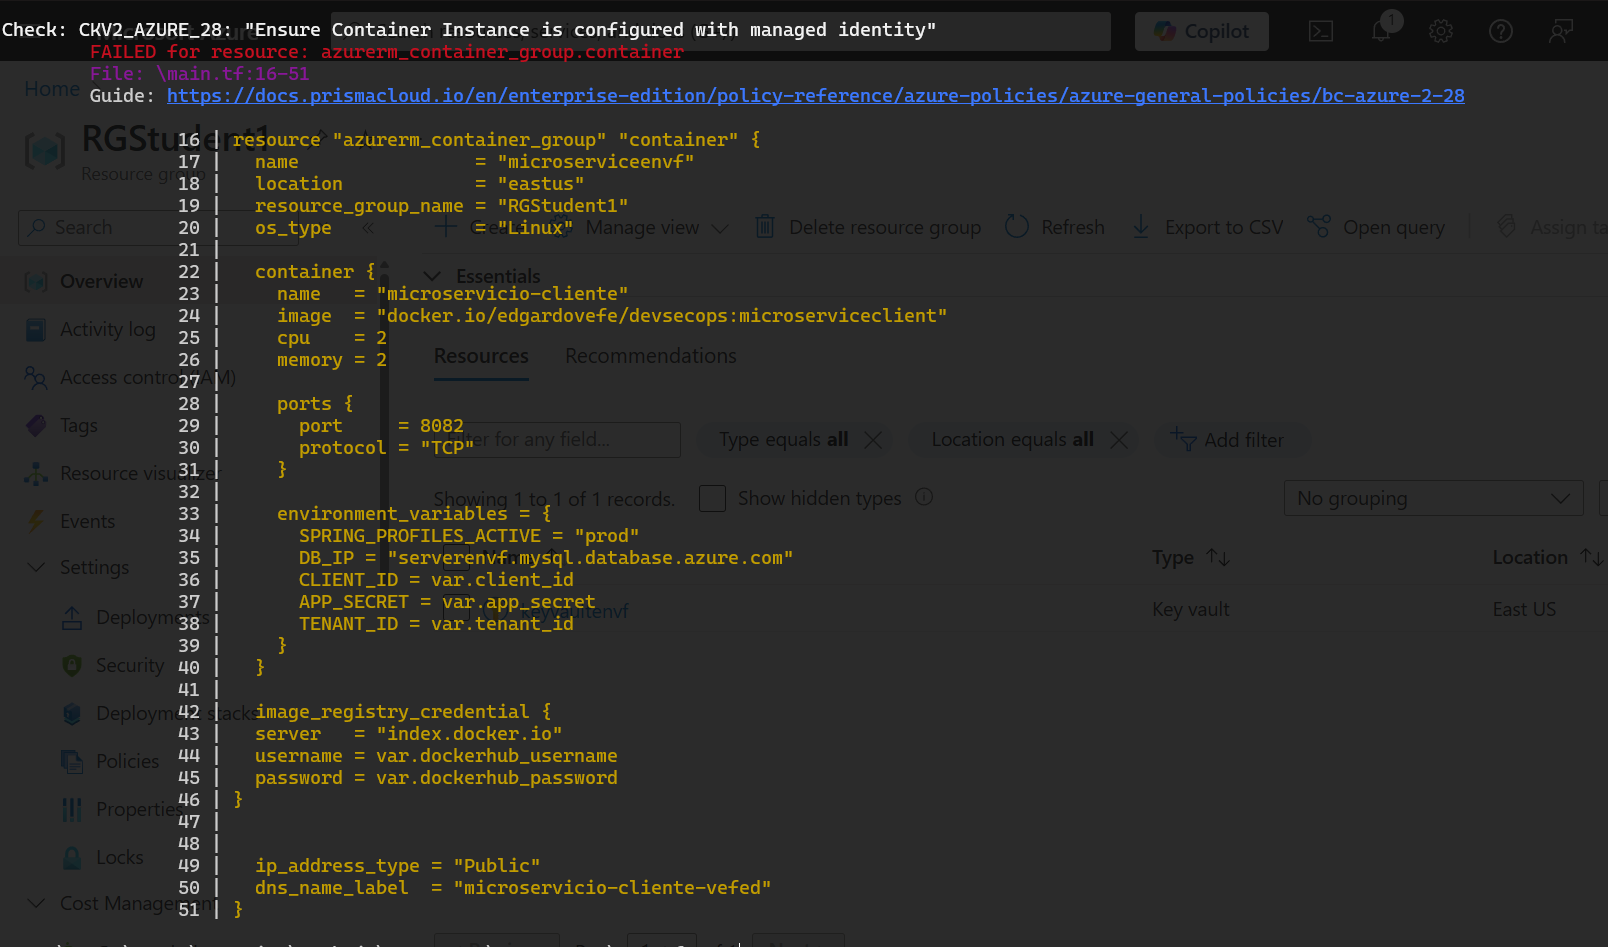 Check: CKV2_AZURE_28: "Ensure Container Instance is configured with managed identity"
FAILED for resource: azurerm_container_group.container
File: \main.tf:16-51
Guide: https://docs.prismacloud.io/en/enterprise-edition/policy-reference/azure-policies/azure-general-policies/bc-azure-2-28
16 | resource "azurerm_container_group" "container" {
17 |   name                = "microserviceenvf"
18 |   location            = "eastus"
19 |   resource_group_name = "RGStudent1"
20 |   os_type             = "Linux"
21 |
22 |   container {
23 |     name   = "microservicio-cliente"
24 |     image  = "docker.io/edgardovefe/devsecops:microserviceclient"
25 |     cpu    = 2
26 |     memory = 2
27 |
28 |     ports {
29 |       port     = 8082
30 |       protocol = "TCP"
31 |     }
32 |
33 |     environment_variables = {
34 |       SPRING_PROFILES_ACTIVE = "prod"
35 |       DB_IP = "serverenvf.mysql.database.azure.com"
36 |       CLIENT_ID = var.client_id
37 |       APP_SECRET = var.app_secret
38 |       TENANT_ID = var.tenant_id
39 |     }
40 |   }
41 |
42 |   image_registry_credential {
43 |   server   = "index.docker.io"
44 |   username = var.dockerhub_username
45 |   password = var.dockerhub_password
46 | }
47 |
48 |
49 |   ip_address_type = "Public"
50 |   dns_name_label  = "microservicio-cliente-vefed"
51 | }
Copilot
1
Home
RGStudent1
Resource group
Search
Manage view
Delete resource group
Refresh
Export to CSV
Open query
Assign
Overview
Activity log
Access control (IAM)
Tags
Resource visualizer
Events
Settings
Deployments
Security
Deployment stacks
Policies
Properties
Locks
Cost Management
Essentials
Resources
Recommendations
Filter for any field...
Type equals all
Location equals all
Add filter
Showing 1 to 1 of 1 records.
Show hidden types
No grouping
Type
Location
keyvaultenvf
Key vault
East US